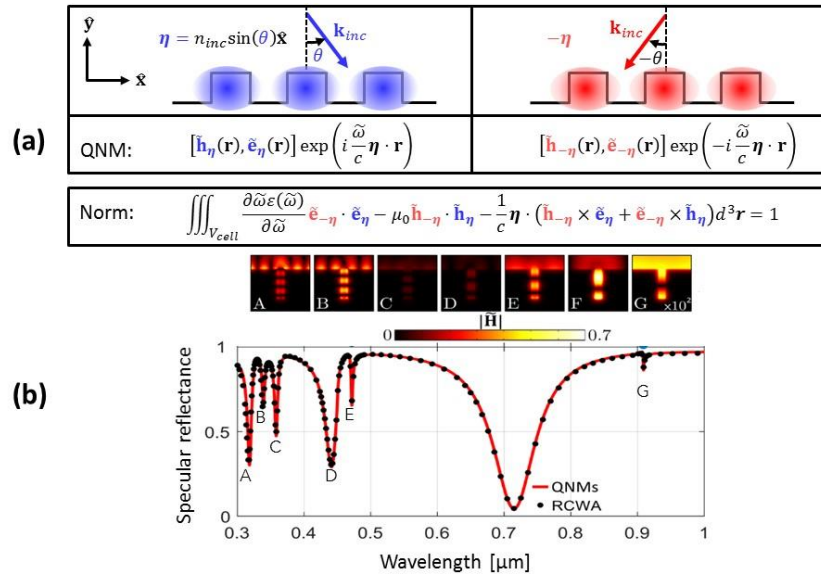 ŷ
x̂
(a)
η = n_inc sin(θ)x̂
k_inc
θ
−η
k_inc
−θ
QNM:
[h̃_η(r), ẽ_η(r)] exp(i ω̃/c η · r)
[h̃_−η(r), ẽ_−η(r)] exp(−i ω̃/c η · r)
Norm:
∭_V_cell ∂ω̃ε(ω̃)/∂ω̃ ẽ_−η · ẽ_η − μ₀h̃_−η · h̃_η − 1/c η · (h̃_−η × ẽ_η + ẽ_−η × h̃_η)d³r = 1
A
B
C
D
E
F
G
×10²
|H̃|
0
0.7
(b)
Specular reflectance
1
0.5
0
A
B
C
D
E
G
QNMs
RCWA
0.3
0.4
0.5
0.6
0.7
0.8
0.9
1
Wavelength [μm]